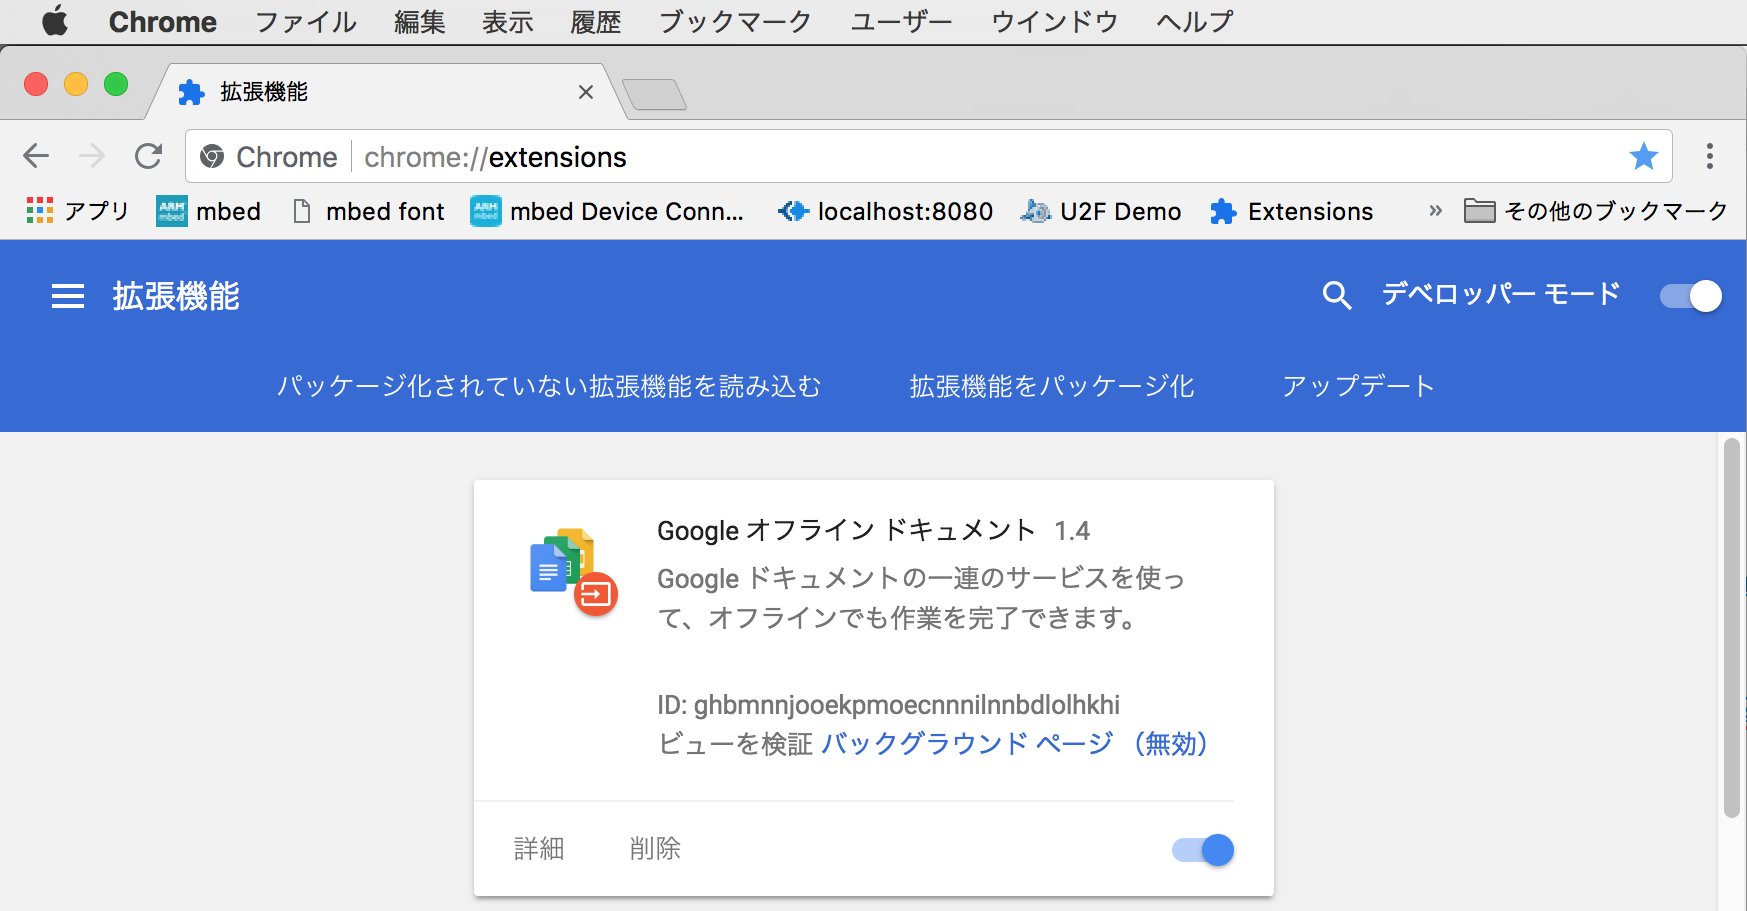 Chrome ファイル 編集 表示 履歴 ブックマーク ユーザー ウインドウ ヘルプ
拡張機能
Chrome chrome://extensions
アプリ ARM mbed mbed mbed font ARM mbed mbed Device Conn... localhost:8080 U2F Demo Extensions » その他のブックマーク
拡張機能 デベロッパー モード
パッケージ化されていない拡張機能を読み込む 拡張機能をパッケージ化 アップデート
Google オフライン ドキュメント 1.4
Google ドキュメントの一連のサービスを使っ
て、オフラインでも作業を完了できます。
ID: ghbmnnjooekpmoecnnnilnnbdlolhkhi
ビューを検証 バックグラウンド ページ （無効）
詳細 削除